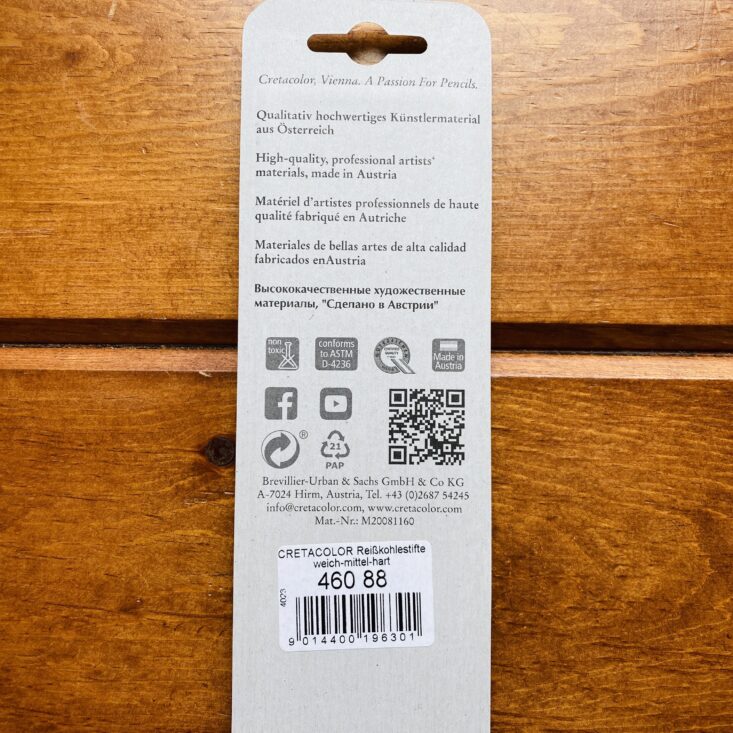 Cretacolor, Vienna. A Passion For Pencils.
Qualitativ hochwertiges Künstlermaterial
aus Österreich
High-quality, professional artists'
materials, made in Austria
Matériel d'artistes professionnels de haute
qualité fabriqué en Autriche
Materiales de bellas artes de alta calidad
fabricados enAustria
Высококачественные художественные
материалы, "Сделано в Австрии"
non
toxic
conforms
to ASTM
D-4236
Made in
Austria
®
21
PAP
Brevillier-Urban & Sachs GmbH & Co KG
A-7024 Hirm, Austria, Tel. +43 (0)2687 54245
info@cretacolor.com, www.cretacolor.com
Mat.-Nr.: M20081160
CRETACOLOR Reißkohlestifte
weich-mittel-hart
460 88
4023
9 014400 196301